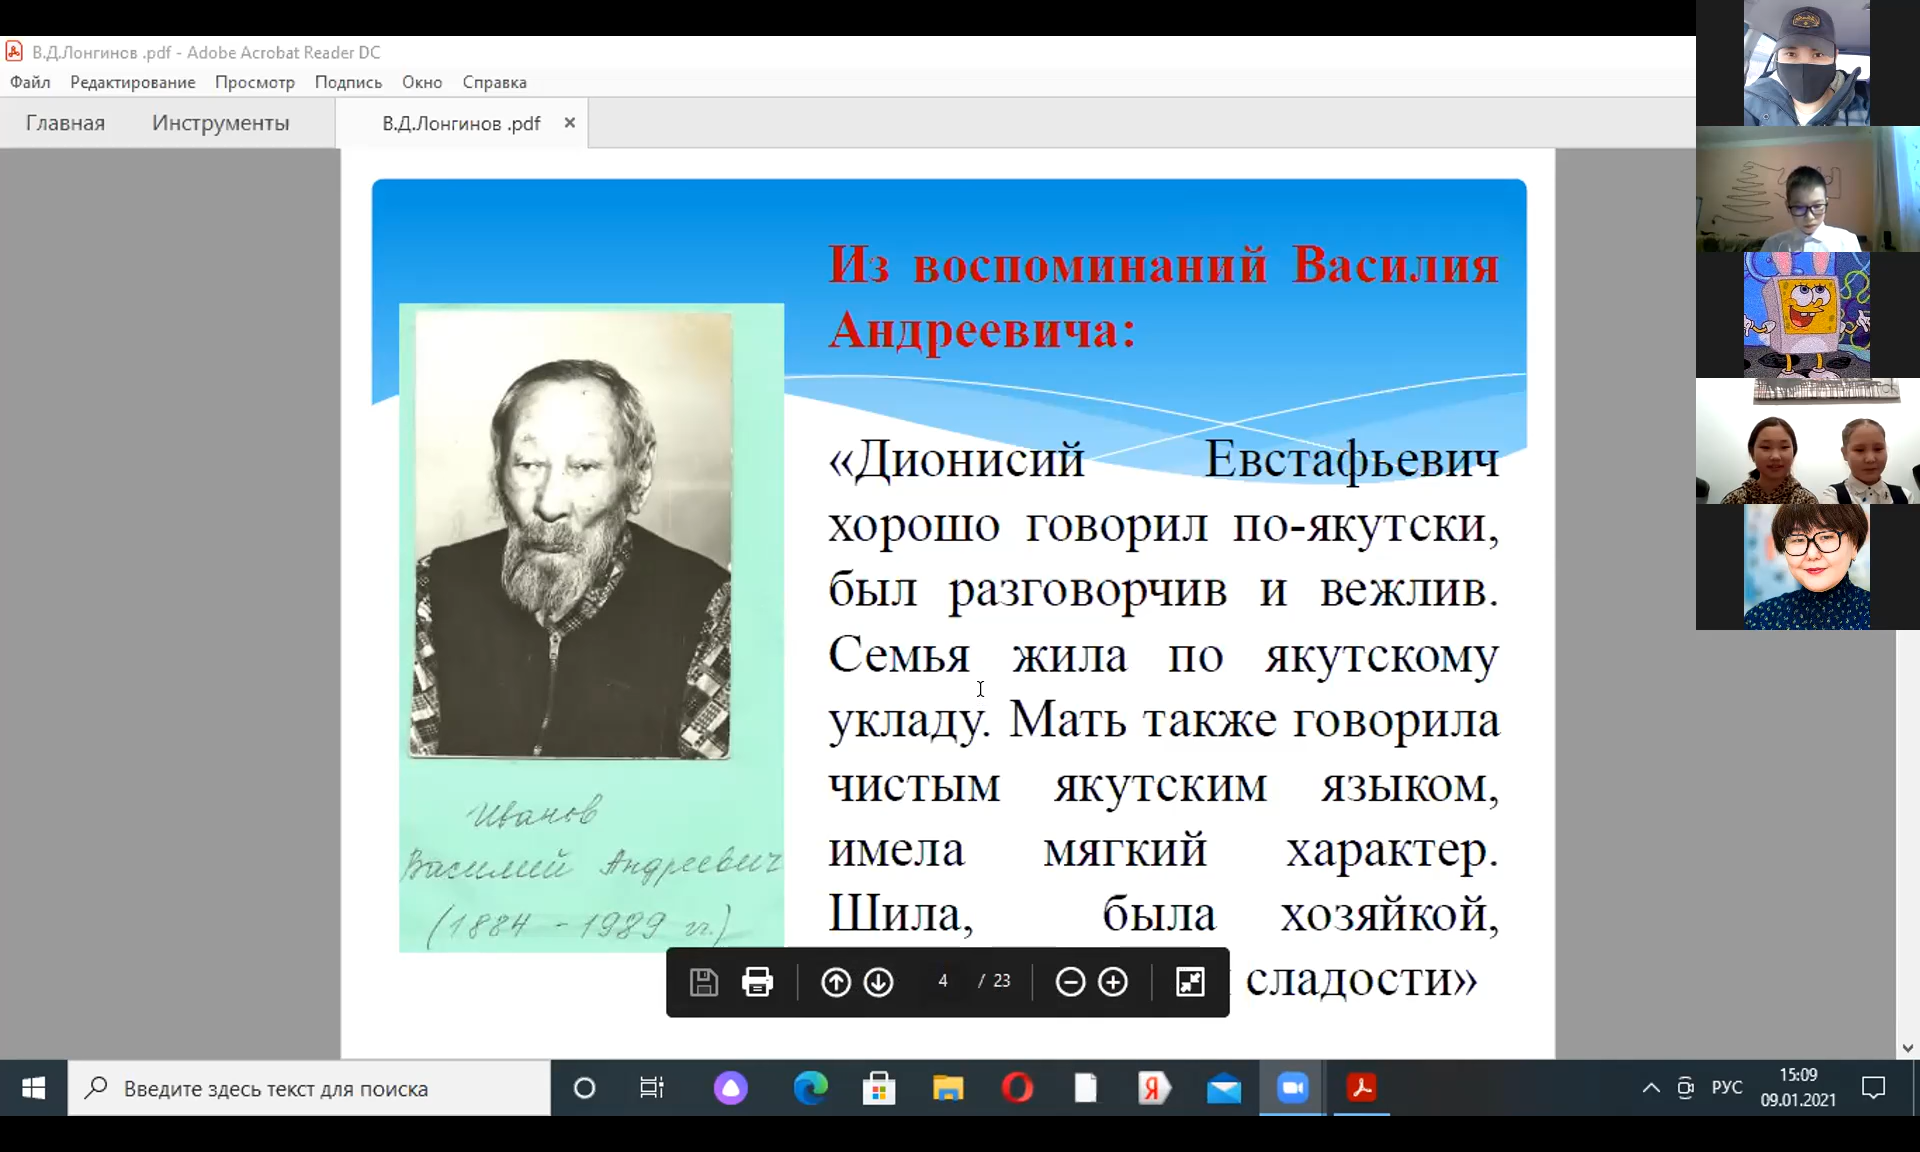 В.Д.Лонгинов .pdf - Adobe Acrobat Reader DC
Файл Редактирование Просмотр Подпись Окно Справка
Главная Инструменты В.Д.Лонгинов .pdf ×
Из воспоминаний Василия
Андреевича:
«Дионисий Евстафьевич
хорошо говорил по-якутски,
был разговорчив и вежлив.
Семья жила по якутскому
укладу. Мать также говорила
чистым якутским языком,
имела мягкий характер.
Шила, была хозяйкой,
сладости»
Иванов
Василий Андреевич
(1884 - 1989 гг.)
4 / 23
Введите здесь текст для поиска
РУС
15:09
09.01.2021